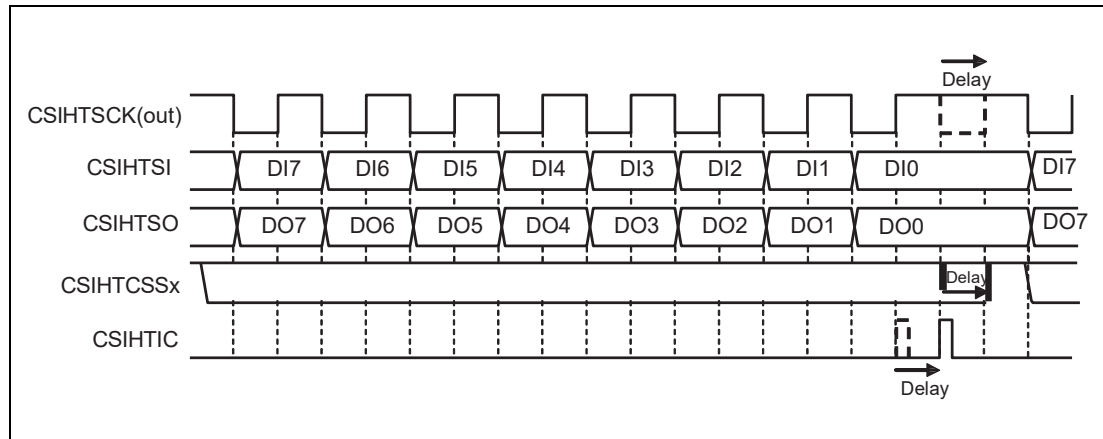 Delay
CSIHTSCK(out)
CSIHTSI DI7 DI6 DI5 DI4 DI3 DI2 DI1 DI0 DI7
CSIHTSO DO7 DO6 DO5 DO4 DO3 DO2 DO1 DO0 DO7
CSIHTCSSx Delay
CSIHTIC
Delay